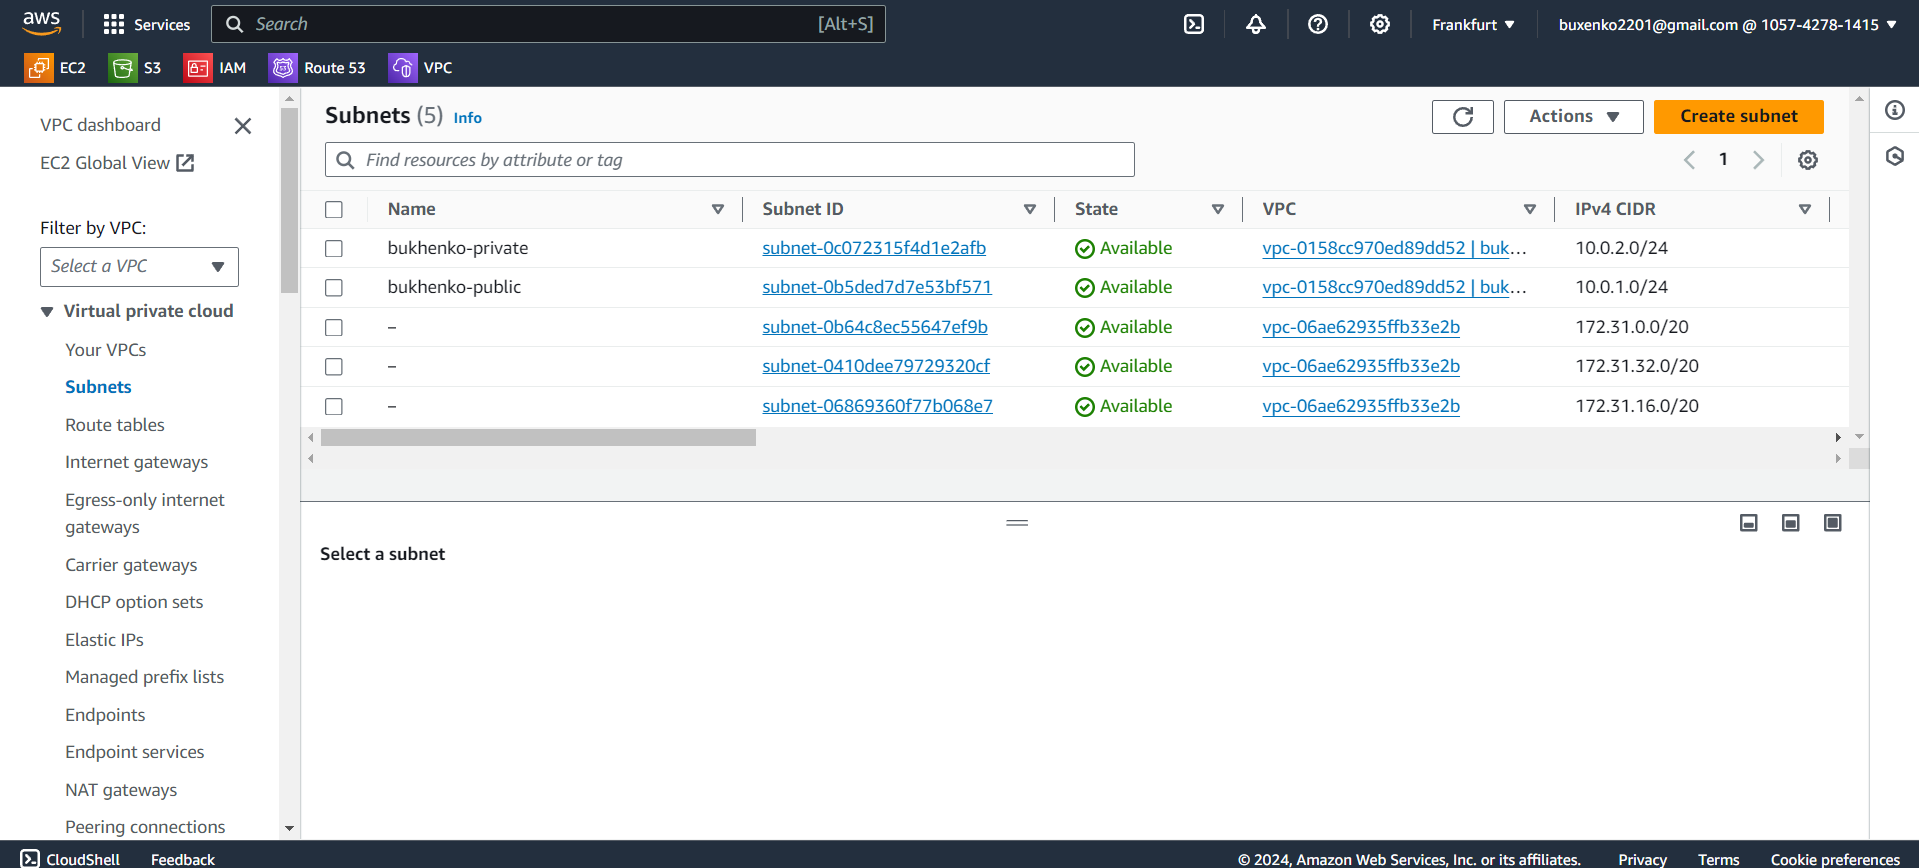 aws Services Search [Alt+S] Frankfurt ▼ buxenko2201@gmail.com @ 1057-4278-1415 ▼
EC2 S3 IAM Route 53 VPC
VPC dashboard
EC2 Global View
Filter by VPC:
Select a VPC
Virtual private cloud
Your VPCs
Subnets
Route tables
Internet gateways
Egress-only internet
gateways
Carrier gateways
DHCP option sets
Elastic IPs
Managed prefix lists
Endpoints
Endpoint services
NAT gateways
Peering connections
Subnets (5) Info
Actions ▼ Create subnet
Find resources by attribute or tag
1
Name Subnet ID State VPC IPv4 CIDR
bukhenko-private subnet-0c072315f4d1e2afb Available vpc-0158cc970ed89dd52 | buk… 10.0.2.0/24
bukhenko-public subnet-0b5ded7d7e53bf571 Available vpc-0158cc970ed89dd52 | buk… 10.0.1.0/24
– subnet-0b64c8ec55647ef9b Available vpc-06ae62935ffb33e2b 172.31.0.0/20
– subnet-0410dee79729320cf Available vpc-06ae62935ffb33e2b 172.31.32.0/20
– subnet-06869360f77b068e7 Available vpc-06ae62935ffb33e2b 172.31.16.0/20
Select a subnet
CloudShell Feedback © 2024, Amazon Web Services, Inc. or its affiliates. Privacy Terms Cookie preferences